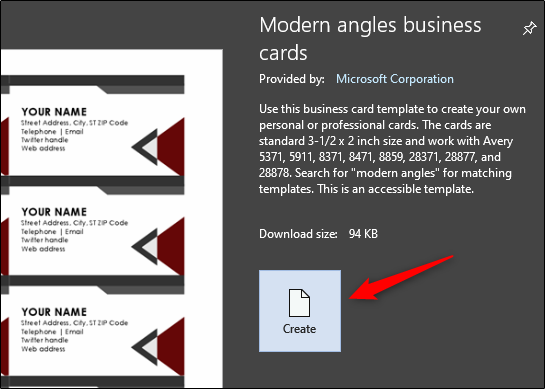 Modern angles business
cards
Provided by: Microsoft Corporation
Use this business card template to create your own
personal or professional cards. The cards are
standard 3-1/2 x 2 inch size and work with Avery
5371, 5911, 8371, 8471, 8859, 28371, 28877, and
28878. Search for "modern angles" for matching
templates. This is an accessible template.
Download size: 94 KB
Create
YOUR NAME
Street Address, City, ST ZIP Code
Telephone | Email
Twitter handle
Web address
YOUR NAME
Street Address, City, ST ZIP Code
Telephone | Email
Twitter handle
Web address
YOUR NAME
Street Address, City, ST ZIP Code
Telephone | Email
Twitter handle
Web address